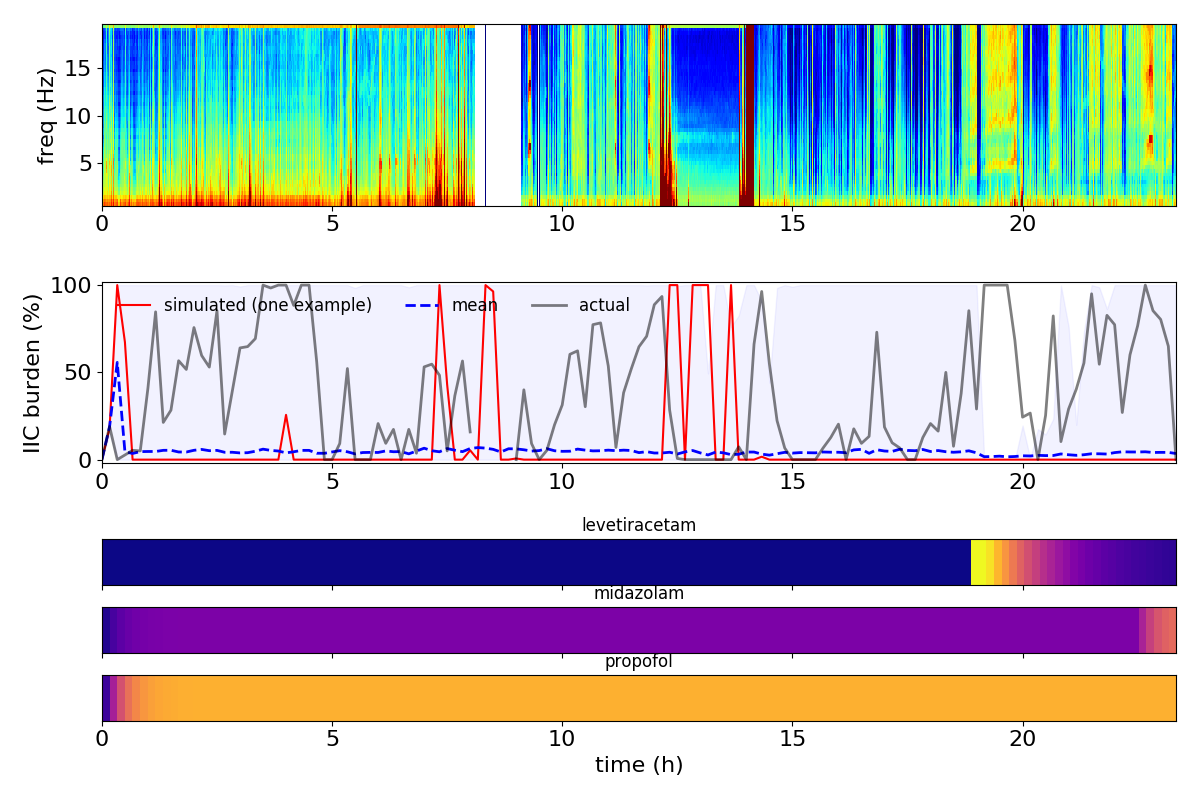 15
10
5
freq (Hz)
0 5 10 15 20
100
50
0
IIC burden (%)
simulated (one example) mean actual
0 5 10 15 20
levetiracetam
midazolam
propofol
0 5 10 15 20
time (h)